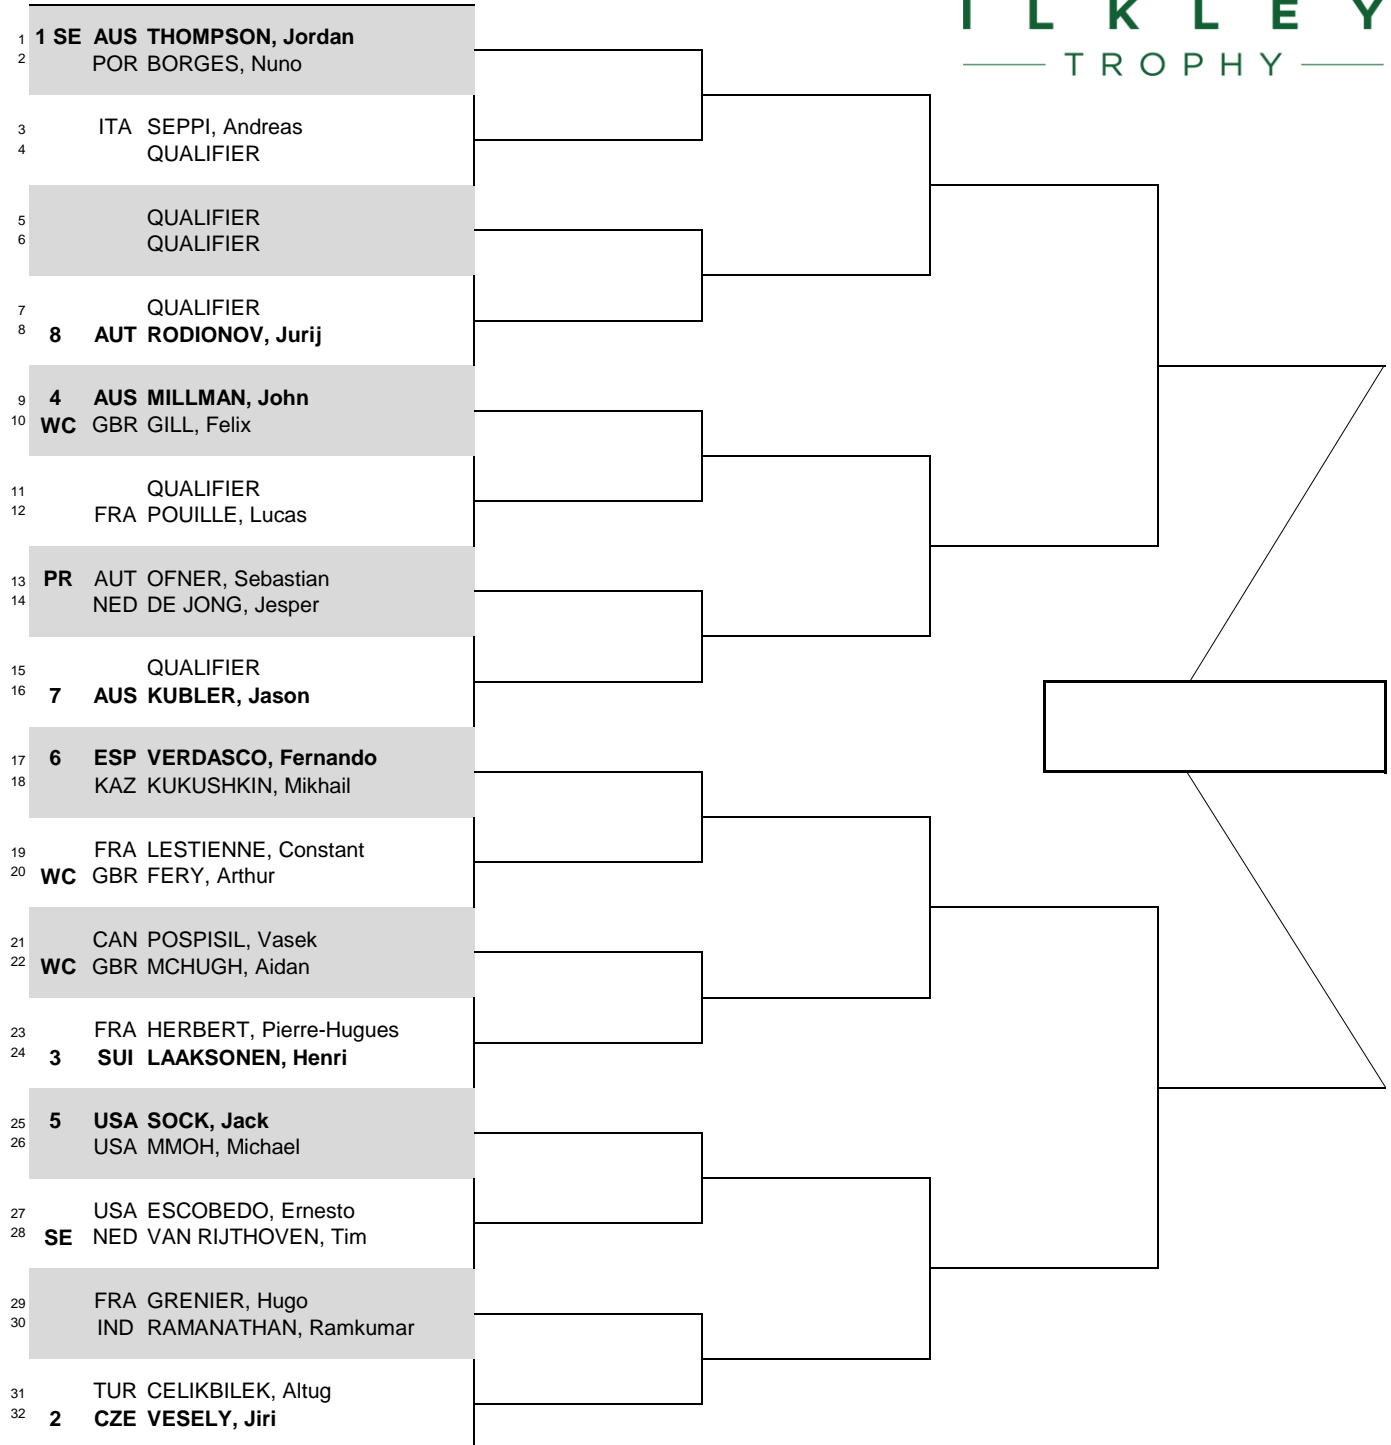 I L K L E Y
TROPHY
1 1 SE AUS THOMPSON, Jordan
2 POR BORGES, Nuno
3 ITA SEPPI, Andreas
4 QUALIFIER
5 QUALIFIER
6 QUALIFIER
7 QUALIFIER
8 8 AUT RODIONOV, Jurij
9 4 AUS MILLMAN, John
10 WC GBR GILL, Felix
11 QUALIFIER
12 FRA POUILLE, Lucas
13 PR AUT OFNER, Sebastian
14 NED DE JONG, Jesper
15 QUALIFIER
16 7 AUS KUBLER, Jason
17 6 ESP VERDASCO, Fernando
18 KAZ KUKUSHKIN, Mikhail
19 FRA LESTIENNE, Constant
20 WC GBR FERY, Arthur
21 CAN POSPISIL, Vasek
22 WC GBR MCHUGH, Aidan
23 FRA HERBERT, Pierre-Hugues
24 3 SUI LAAKSONEN, Henri
25 5 USA SOCK, Jack
26 USA MMOH, Michael
27 USA ESCOBEDO, Ernesto
28 SE NED VAN RIJTHOVEN, Tim
29 FRA GRENIER, Hugo
30 IND RAMANATHAN, Ramkumar
31 TUR CELIKBILEK, Altug
32 2 CZE VESELY, Jiri